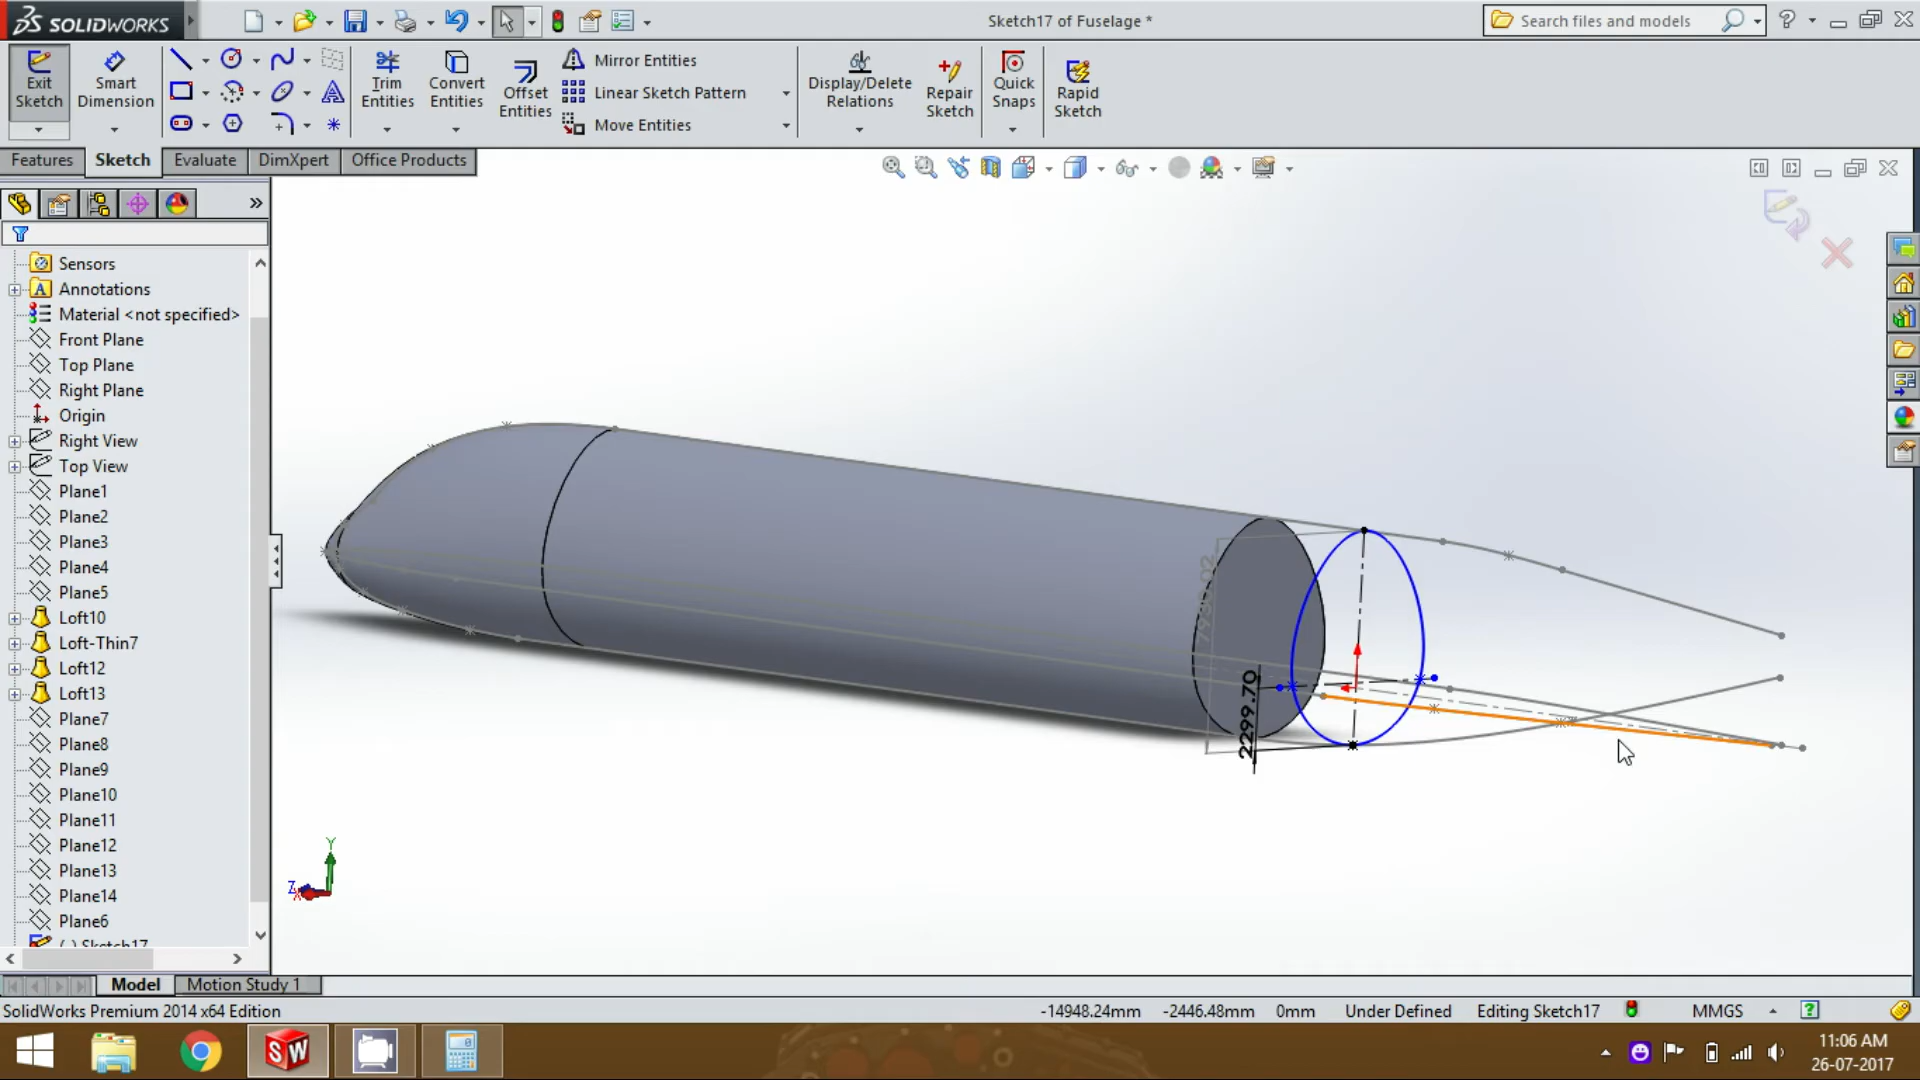 SOLIDWORKS
Sketch17 of Fuselage *
Search files and models
Exit Sketch
Smart Dimension
Trim Entities
Convert Entities
Offset Entities
Mirror Entities
Linear Sketch Pattern
Move Entities
Display/Delete Relations
Repair Sketch
Quick Snaps
Rapid Sketch
Features
Sketch
Evaluate
DimXpert
Office Products
Sensors
Annotations
Material <not specified>
Front Plane
Top Plane
Right Plane
Origin
Right View
Top View
Plane1
Plane2
Plane3
Plane4
Plane5
Loft10
Loft-Thin7
Loft12
Loft13
Plane7
Plane8
Plane9
Plane10
Plane11
Plane12
Plane13
Plane14
Plane6
(-) Sketch17
2299.70
Y
Z
Model
Motion Study 1
SolidWorks Premium 2014 x64 Edition
-14948.24mm
-2446.48mm
0mm
Under Defined
Editing Sketch17
MMGS
11:06 AM
26-07-2017